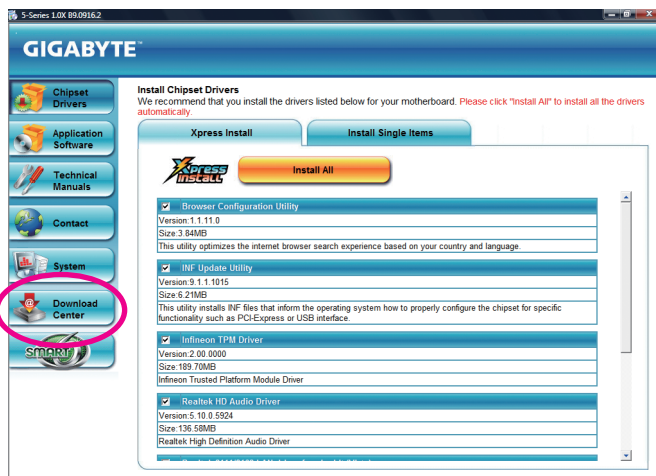 5-Series 1.0X B9.0916.2
GIGABYTE™
Chipset
Drivers
Application
Software
Technical
Manuals
Contact
System
Download
Center
SMART
Install Chipset Drivers
We recommend that you install the drivers listed below for your motherboard. Please click "Install All" to install all the drivers
automatically.
Xpress Install
Install Single Items
Xpress
INSTALL
Install All
Browser Configuration Utility
Version:1.1.11.0
Size:3.84MB
This utility optimizes the internet browser search experience based on your country and language.
INF Update Utility
Version:9.1.1.1015
Size:6.21MB
This utility installs INF files that inform the operating system how to properly configure the chipset for specific
functionality such as PCI-Express or USB interface.
Infineon TPM Driver
Version:2.00.0000
Size:189.70MB
Infineon Trusted Platform Module Driver
Realtek HD Audio Driver
Version:5.10.0.5924
Size:136.58MB
Realtek High Definition Audio Driver